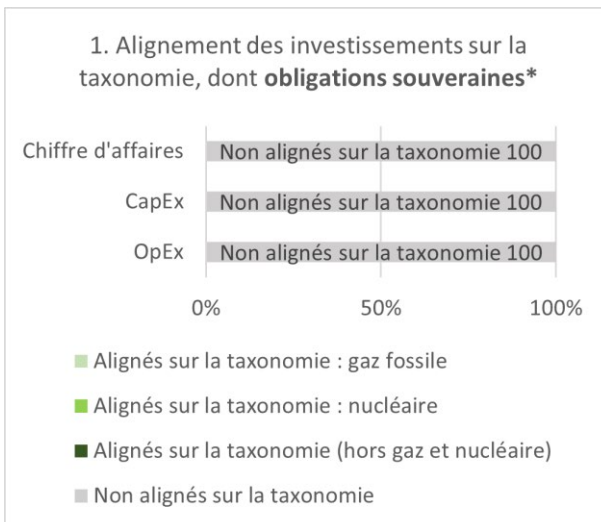 1. Alignement des investissements sur la
taxonomie, dont obligations souveraines*
Chiffre d'affaires
Non alignés sur la taxonomie 100
CapEx
Non alignés sur la taxonomie 100
OpEx
Non alignés sur la taxonomie 100
0% 50% 100%
Alignés sur la taxonomie : gaz fossile
Alignés sur la taxonomie : nucléaire
Alignés sur la taxonomie (hors gaz et nucléaire)
Non alignés sur la taxonomie